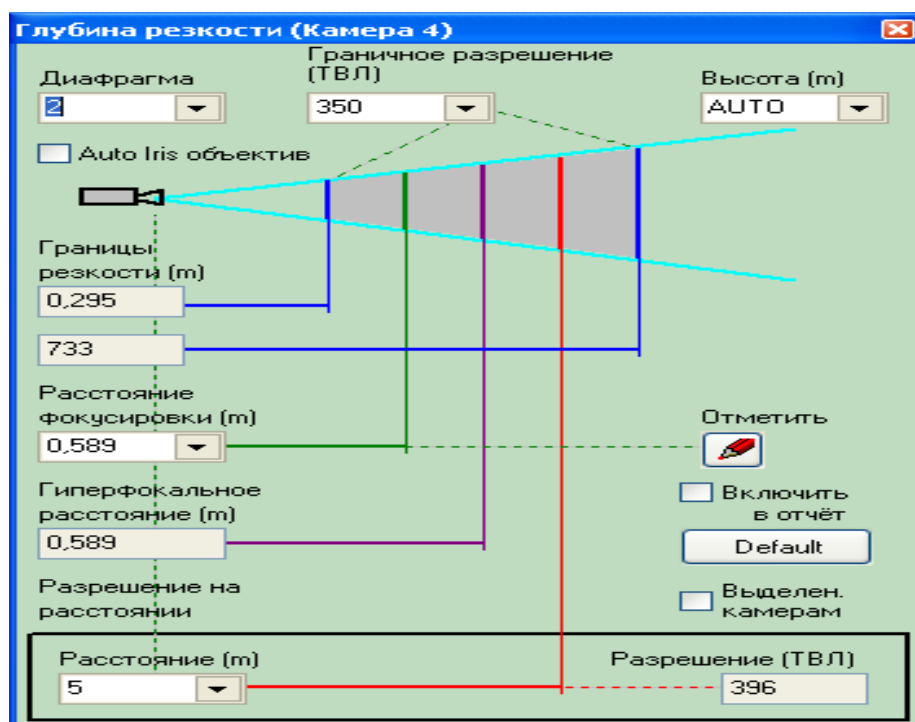 Глубина резкости (Камера 4)
Диафрагма
2
Граничное разрешение
(ТВЛ)
350
Высота (m)
AUTO
Auto Iris объектив
Границы
резкости (m)
0,295
733
Расстояние
фокусировки (m)
0,589
Отметить
Гиперфокальное
расстояние (m)
0,589
Включить
в отчёт
Default
Разрешение на
расстоянии
Выделен.
камерам
Расстояние (m)
5
Разрешение (ТВЛ)
396